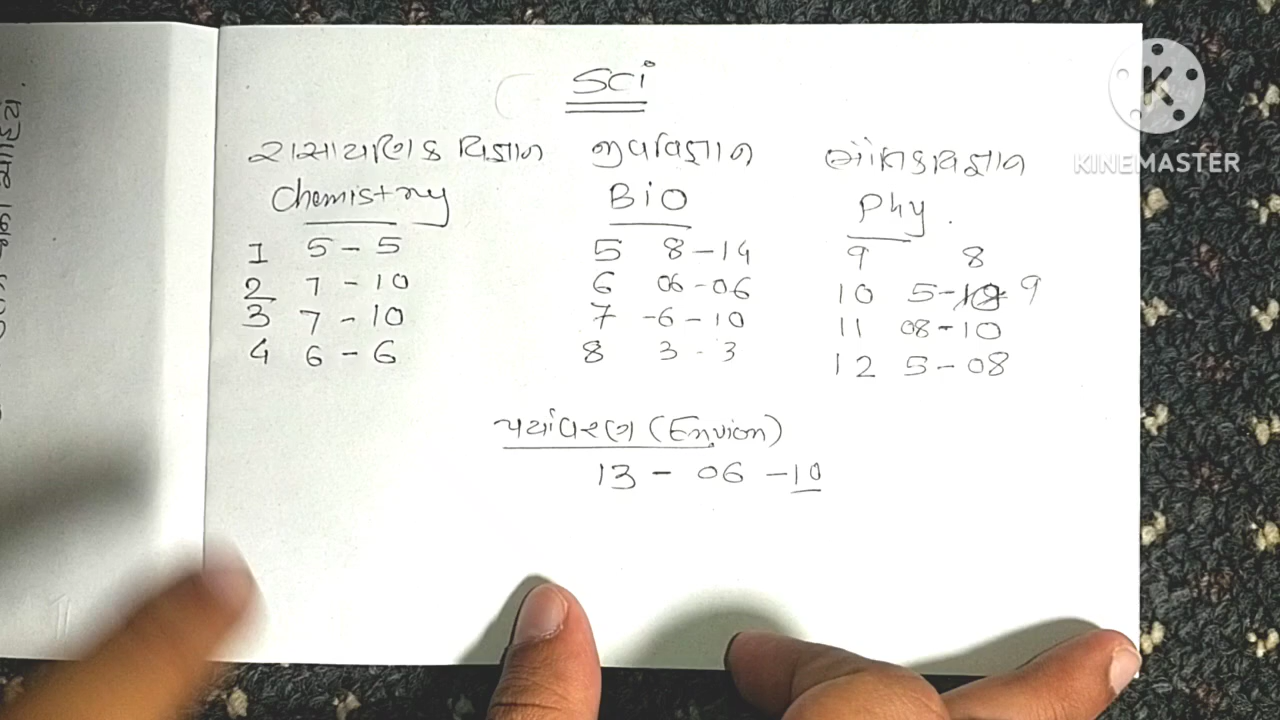 Sci
રાસાયણિક વિજ્ઞાન
Chemistry
1 5 - 5
2 7 - 10
3 7 - 10
4 6 - 6
જીવવિજ્ઞાન
BiO
5 8 - 14
6 06 - 06
7 -6 - 10
8 3 - 3
ભૌતિકવિજ્ઞાન
Phy.
9 8
10 5 - 9
11 08 - 10
12 5 - 08
પર્યાવરણ (Envion)
13 - 06 - 10
KINEMASTER